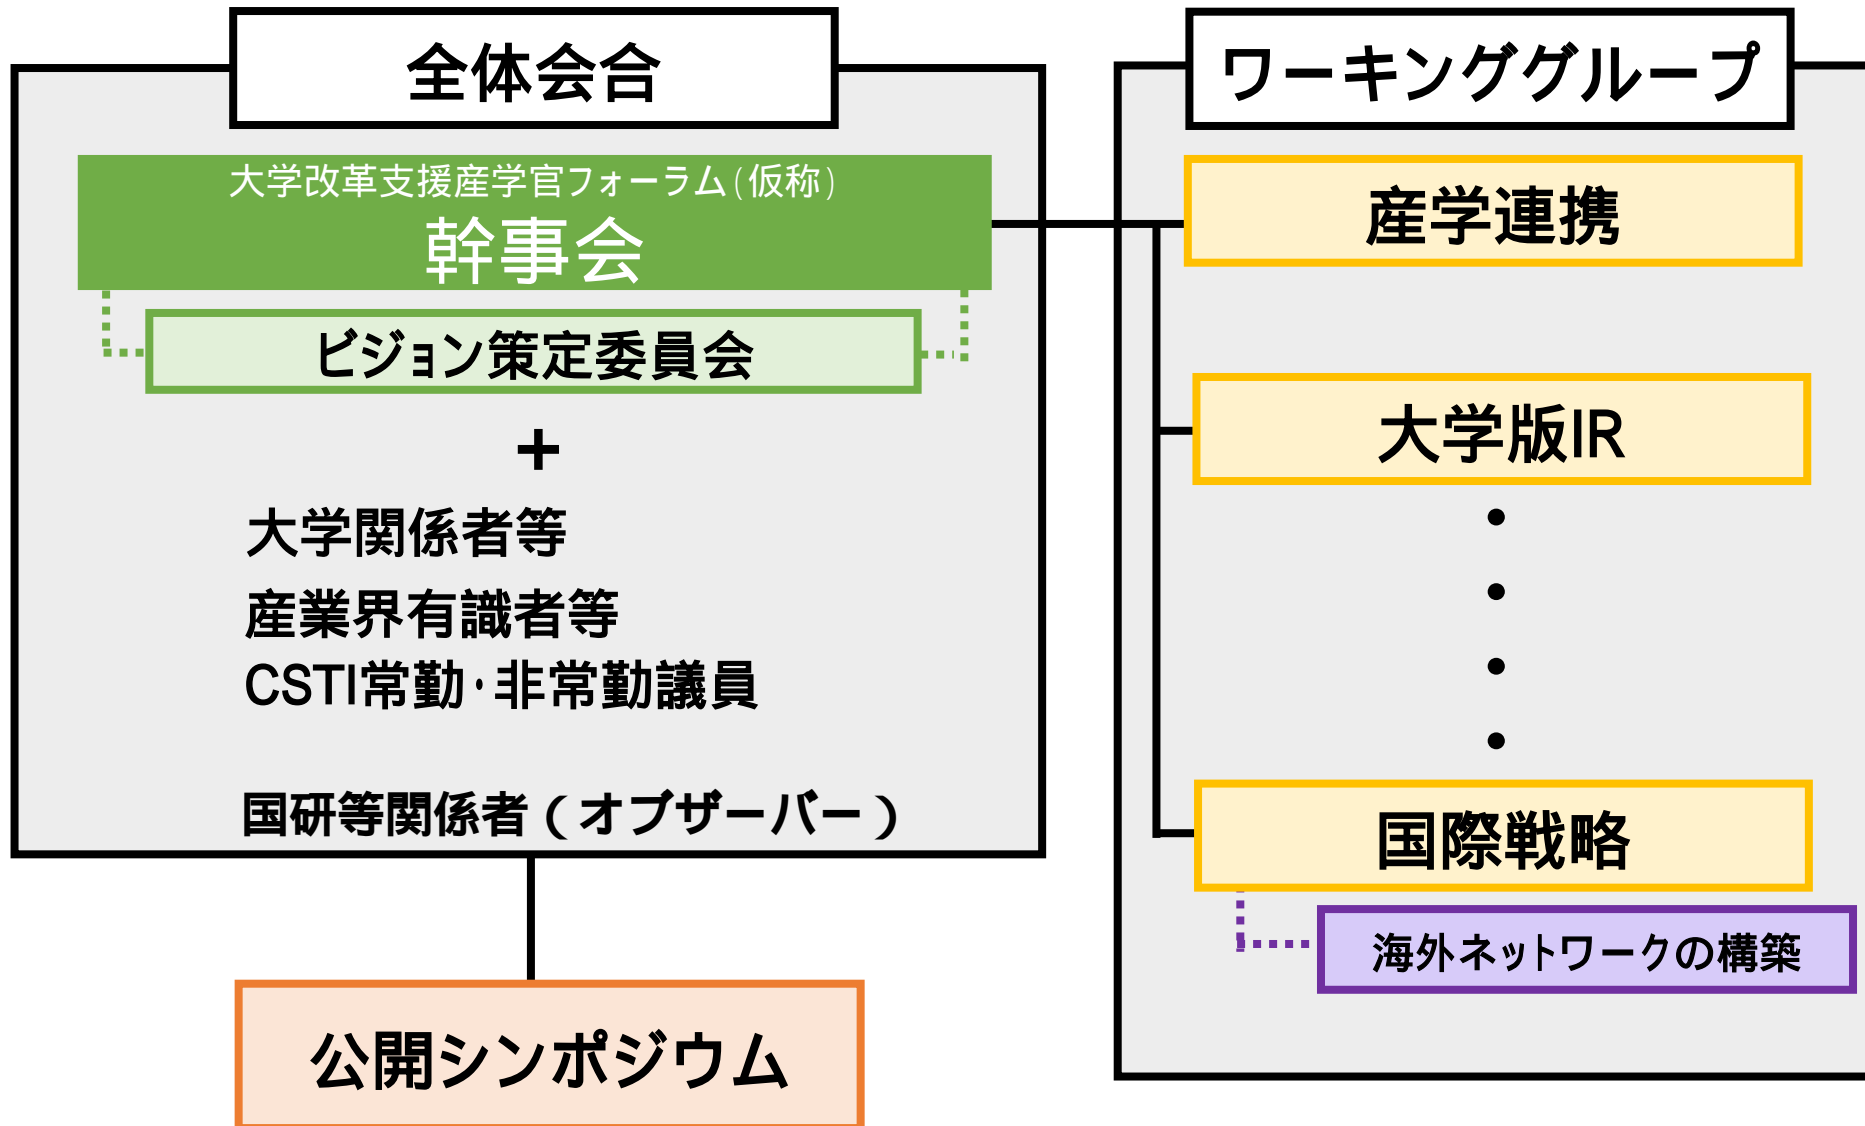 全体会合
大学改革支援産学官フォーラム(仮称)
幹事会
ビジョン策定委員会
+
大学関係者等
産業界有識者等
CSTI常勤・非常勤議員
国研等関係者(オブザーバー)
公開シンポジウム
ワーキンググループ
産学連携
大学版IR
・
・
・
・
国際戦略
海外ネットワークの構築